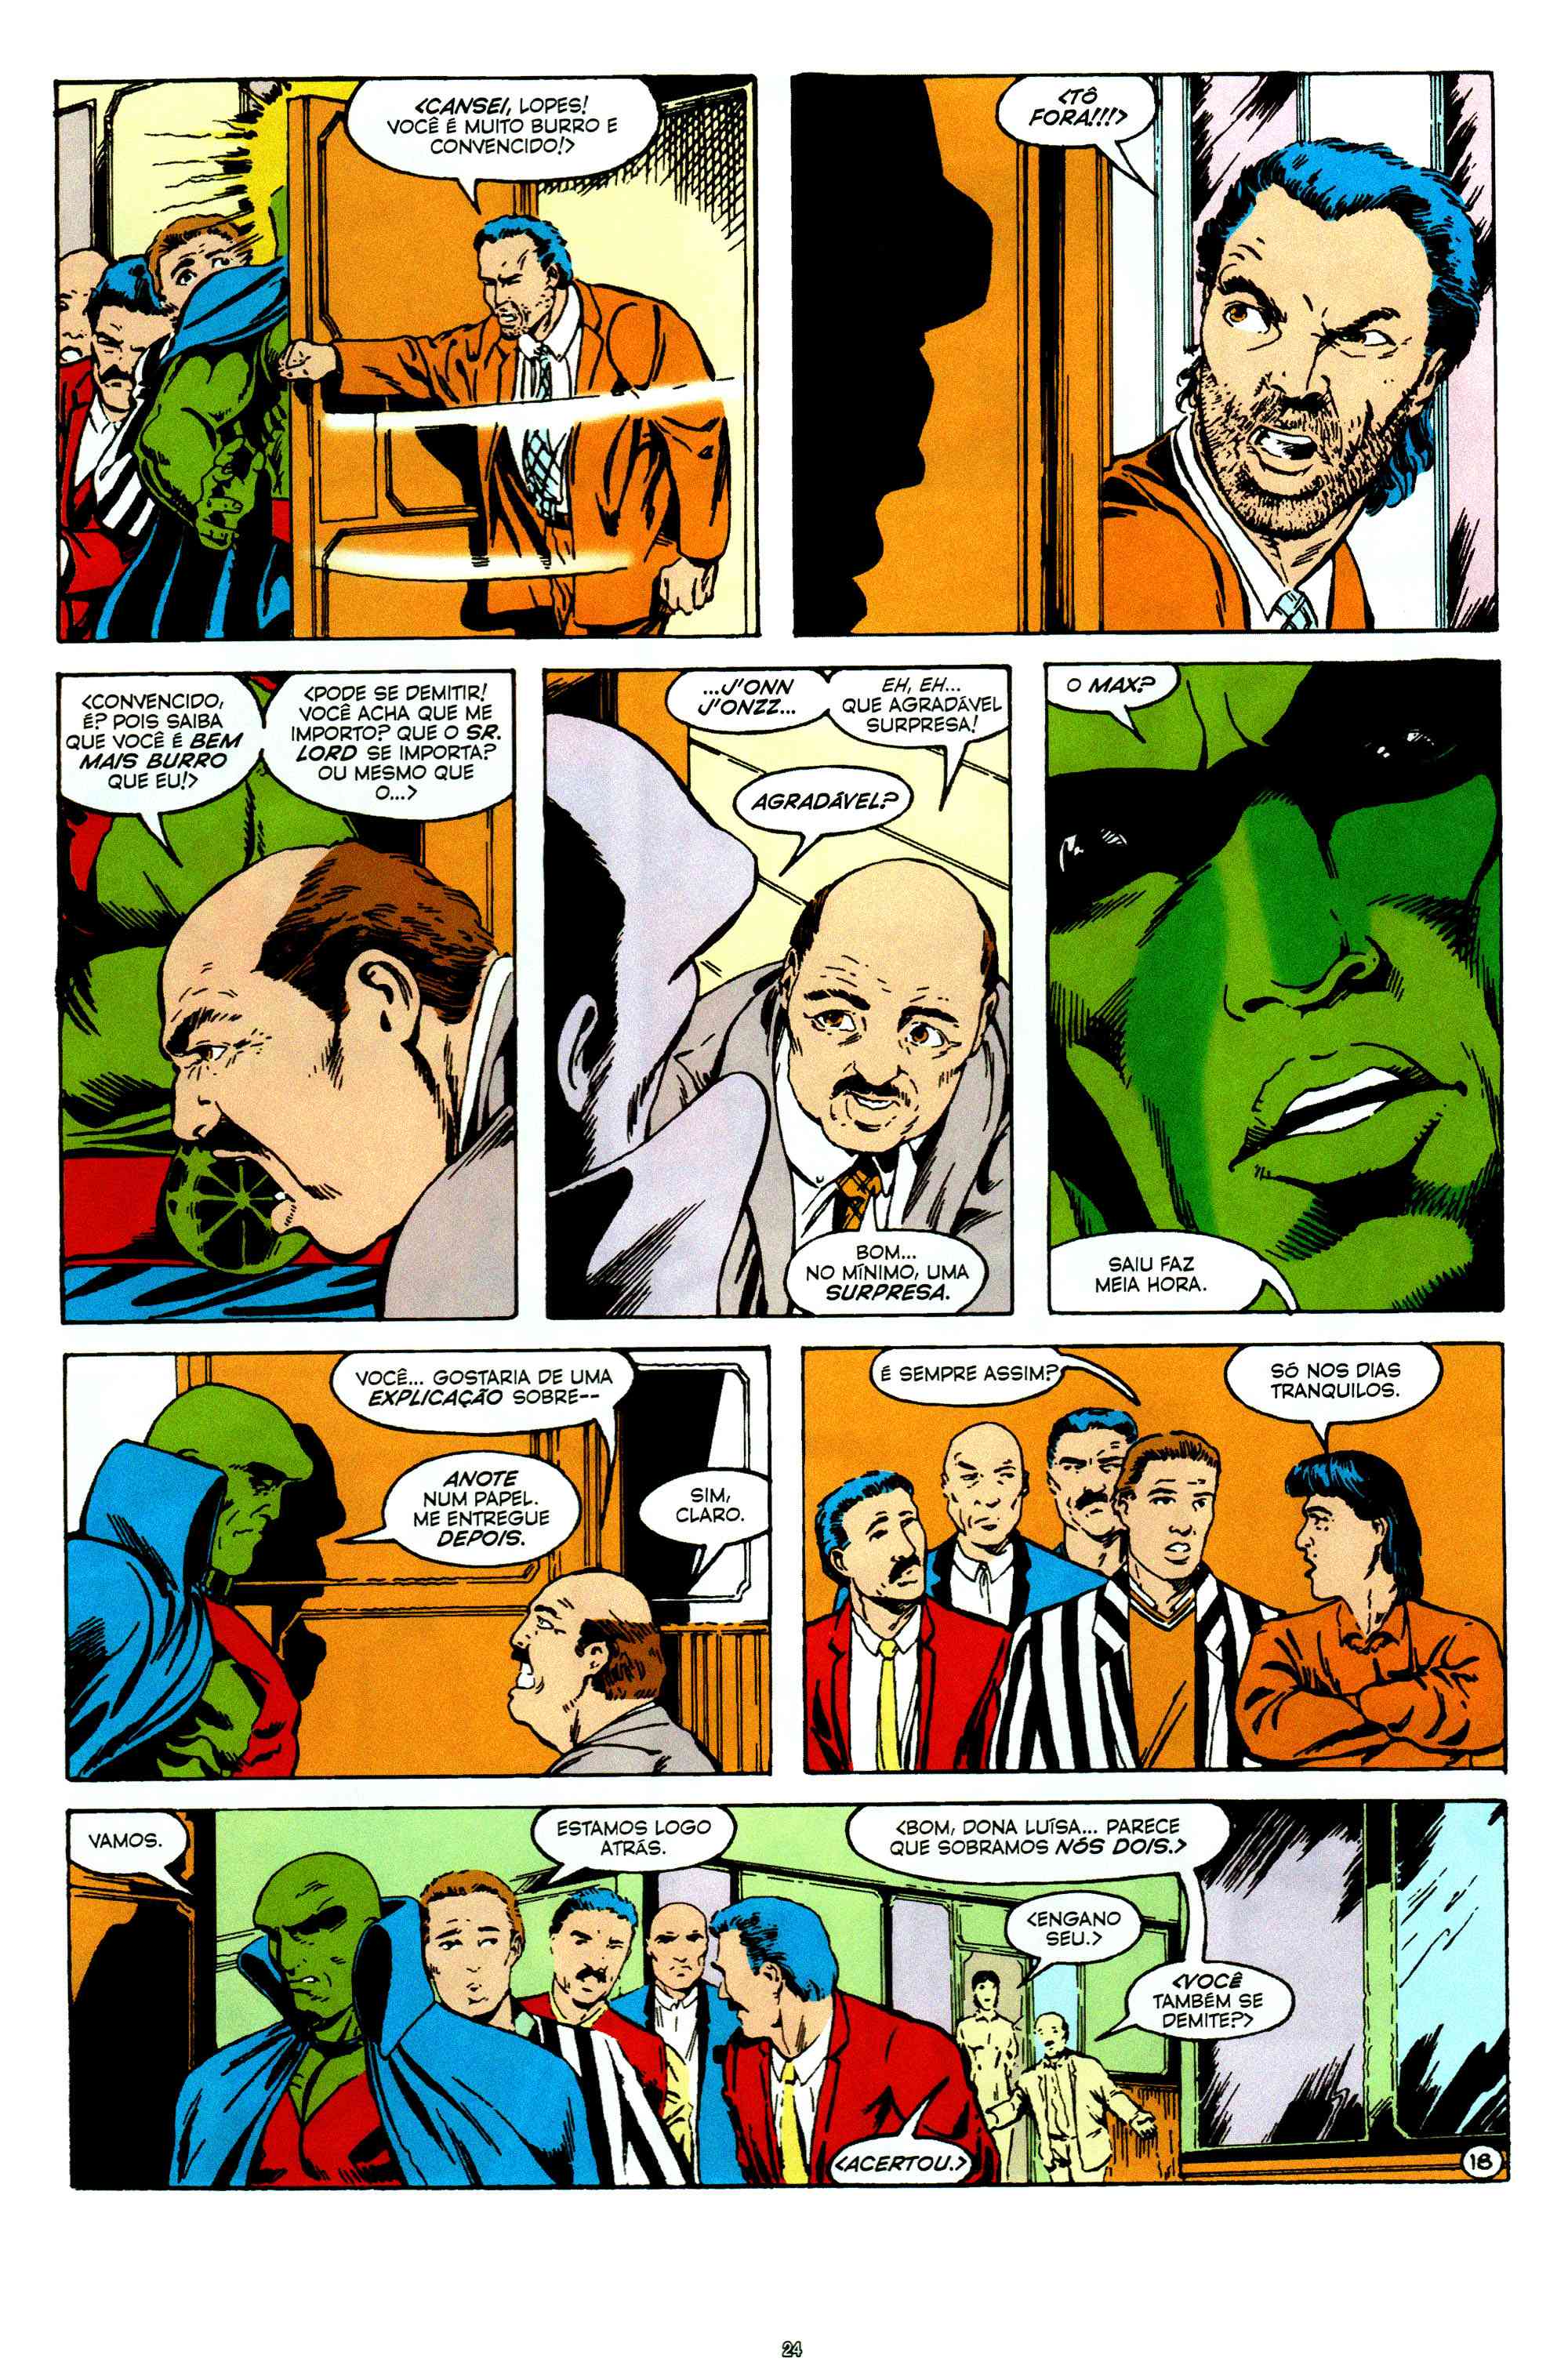 <CANSEI, LOPES!
VOCÊ É MUITO BURRO E
CONVENCIDO!>
<TÔ
FORA!!!>
<CONVENCIDO,
É? POIS SAIBA
QUE VOCÊ É BEM
MAIS BURRO
QUE EU!>
<PODE SE DEMITIR!
VOCÊ ACHA QUE ME
IMPORTO? QUE O SR.
LORD SE IMPORTA?
OU MESMO QUE
O...>
...J'ONN
J'ONZZ...
EH, EH...
QUE AGRADÁVEL
SURPRESA!
AGRADÁVEL?
BOM...
NO MÍNIMO, UMA
SURPRESA.
O MAX?
SAIU FAZ
MEIA HORA.
VOCÊ... GOSTARIA DE UMA
EXPLICAÇÃO SOBRE--
ANOTE
NUM PAPEL.
ME ENTREGUE
DEPOIS.
SIM,
CLARO.
É SEMPRE ASSIM?
SÓ NOS DIAS
TRANQUILOS.
VAMOS.
ESTAMOS LOGO
ATRÁS.
<BOM, DONA LUÍSA... PARECE
QUE SOBRAMOS NÓS DOIS.>
<ENGANO
SEU.>
<VOCÊ
TAMBÉM SE
DEMITE?>
<ACERTOU.>
18
24